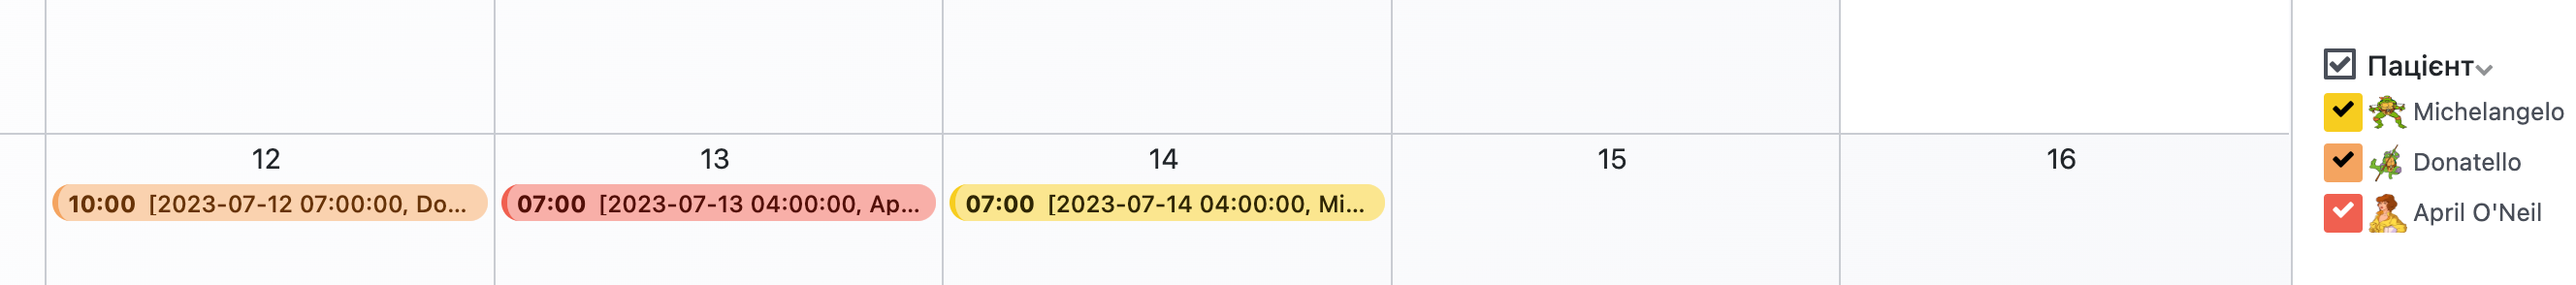 12
13
14
15
16
10:00 [2023-07-12 07:00:00, Do...
07:00 [2023-07-13 04:00:00, Ap...
07:00 [2023-07-14 04:00:00, Mi...
Пацієнт
Michelangelo
Donatello
April O'Neil